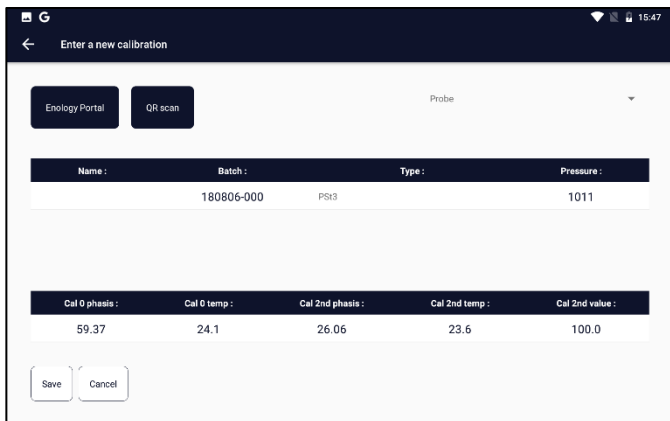 G 15:47
Enter a new calibration
Enology Portal QR scan Probe
Name : Batch : Type : Pressure :
180806-000 PSt3 1011
Cal 0 phasis : Cal 0 temp : Cal 2nd phasis : Cal 2nd temp : Cal 2nd value :
59.37 24.1 26.06 23.6 100.0
Save Cancel